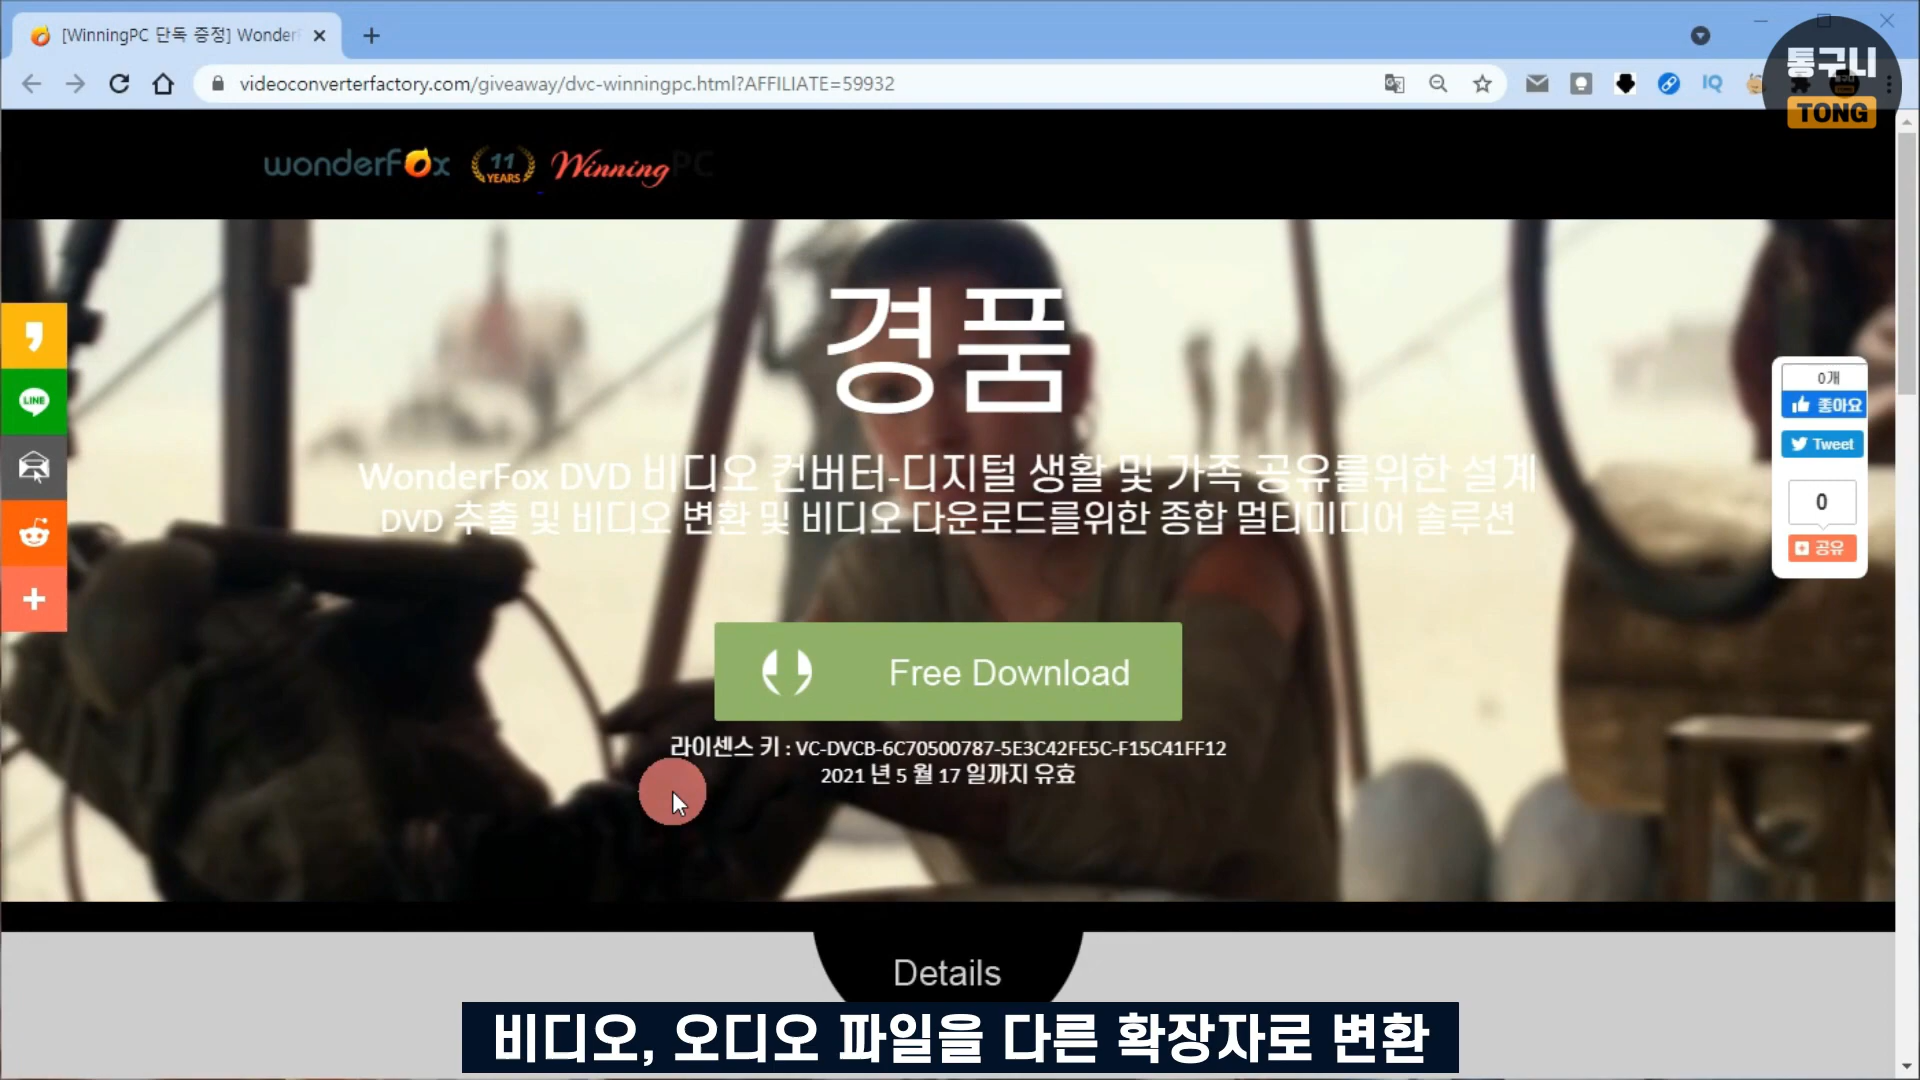 [WinningPC 단독 증정] Wonder
videoconverterfactory.com/giveaway/dvc-winningpc.html?AFFILIATE=59932
IQ
통구니
TONG
wonderFox
11
YEARS
Winning PC
경품
WonderFox DVD 비디오 컨버터-디지털 생활 및 가족 공유를위한 설계
DVD 추출 및 비디오 변환 및 비디오 다운로드를위한 종합 멀티미디어 솔루션
LINE
0개
좋아요
Tweet
0
공유
Free Download
라이센스 키 : VC-DVCB-6C70500787-5E3C42FE5C-F15C41FF12
2021 년 5 월 17 일까지 유효
Details
비디오, 오디오 파일을 다른 확장자로 변환